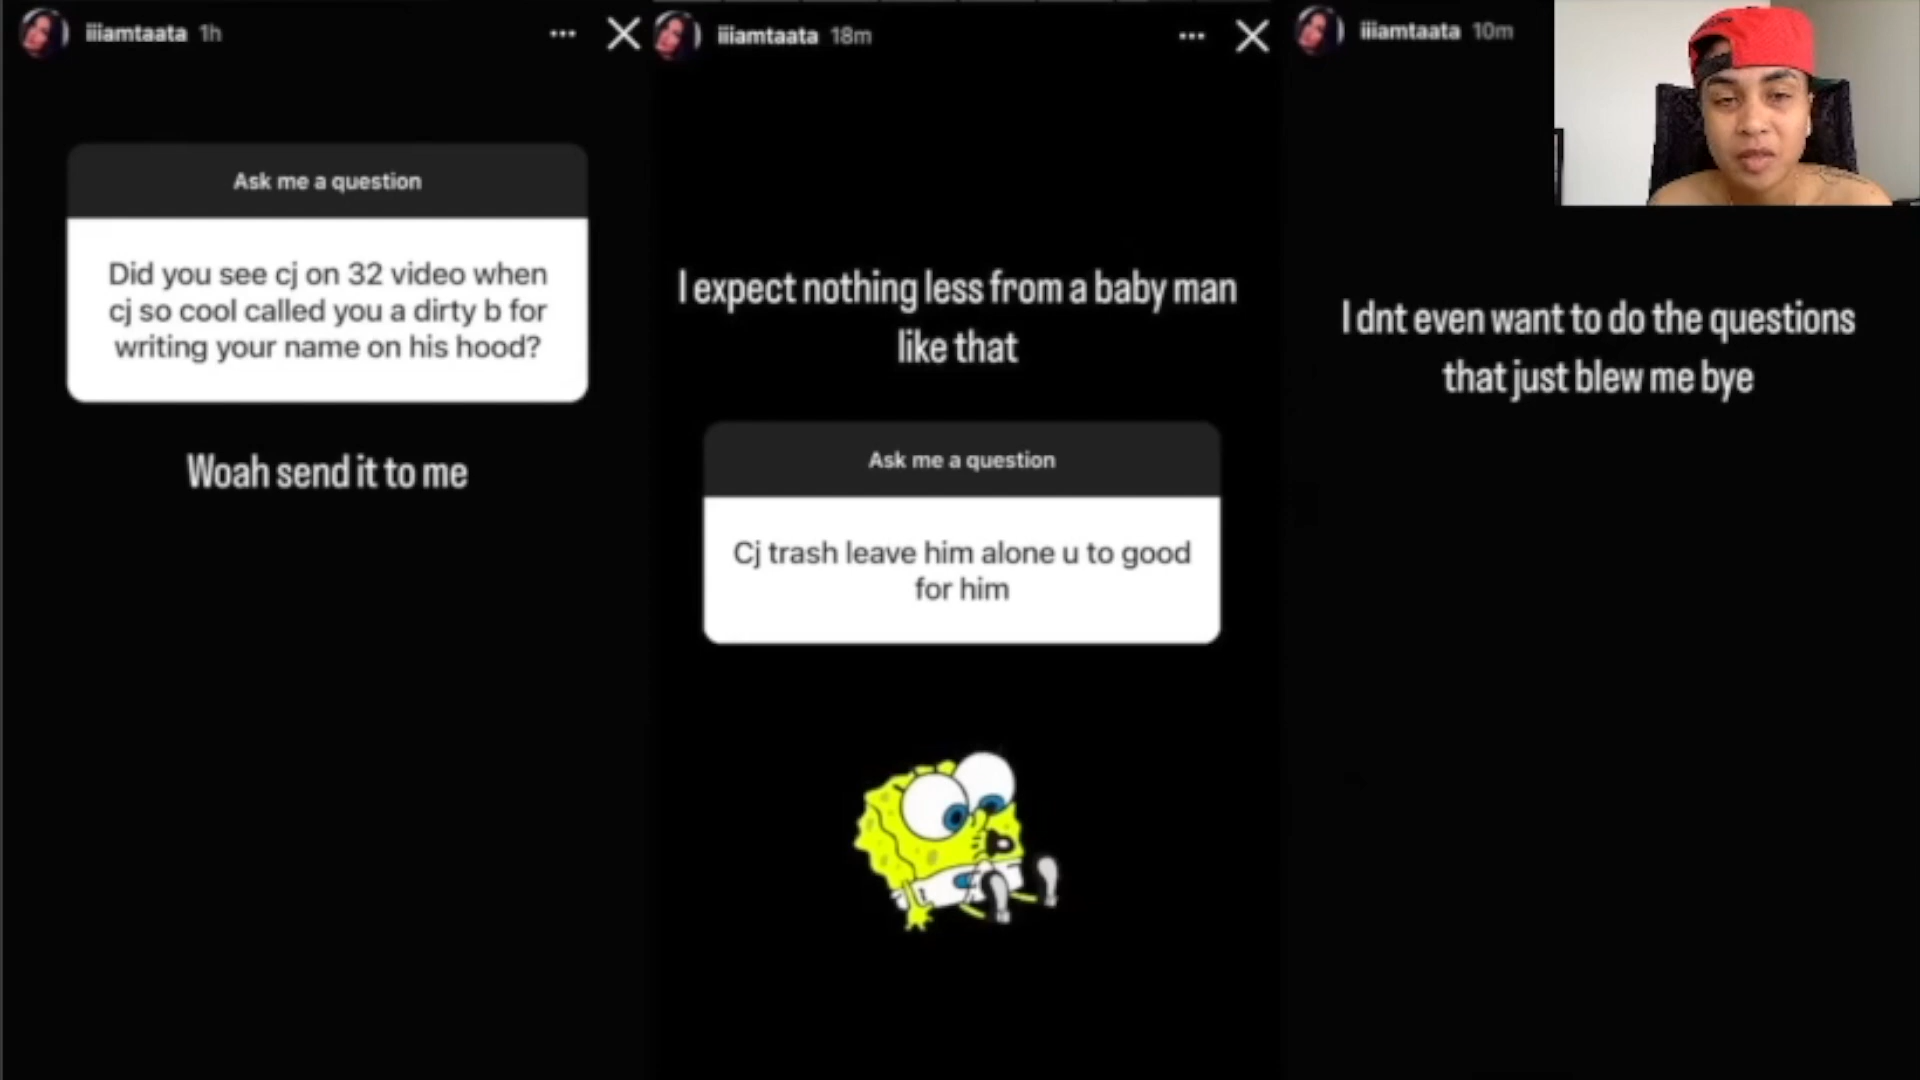 iiiamtaata 1h
Ask me a question
Did you see cj on 32 video when
cj so cool called you a dirty b for
writing your name on his hood?
Woah send it to me
iiiamtaata 18m
I expect nothing less from a baby man
like that
Ask me a question
Cj trash leave him alone u to good
for him
iiiamtaata 10m
I dnt even want to do the questions
that just blew me bye